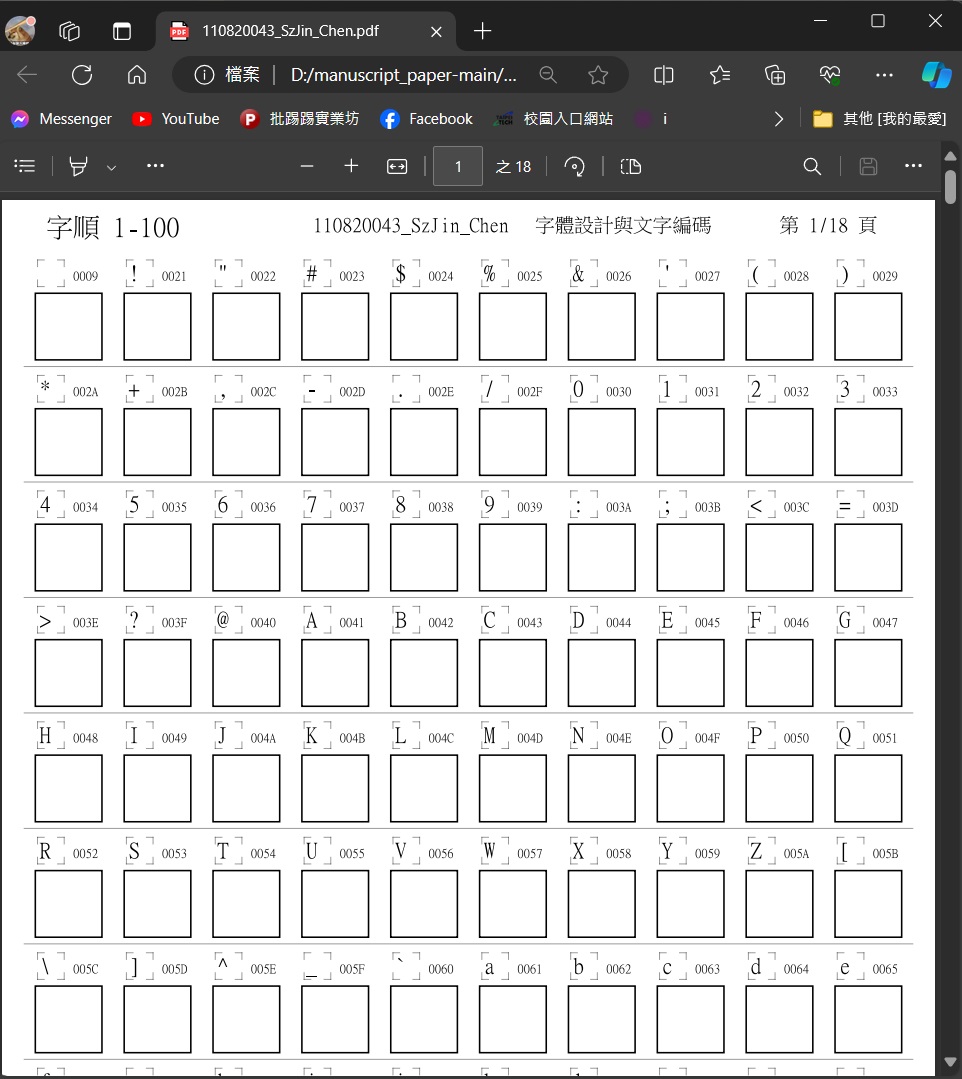 110820043_SzJin_Chen.pdf
檔案 D:/manuscript_paper-main/...
Messenger YouTube 批踢踢實業坊 Facebook 校園入口網站 i 其他 [我的最愛]
1 之 18
字順 1-100 110820043_SzJin_Chen 字體設計與文字編碼 第 1/18 頁
0009 ! 0021 " 0022 # 0023 $ 0024 % 0025 & 0026 ' 0027 ( 0028 ) 0029
* 002A + 002B , 002C - 002D . 002E / 002F 0 0030 1 0031 2 0032 3 0033
4 0034 5 0035 6 0036 7 0037 8 0038 9 0039 : 003A ; 003B < 003C = 003D
> 003E ? 003F @ 0040 A 0041 B 0042 C 0043 D 0044 E 0045 F 0046 G 0047
H 0048 I 0049 J 004A K 004B L 004C M 004D N 004E O 004F P 0050 Q 0051
R 0052 S 0053 T 0054 U 0055 V 0056 W 0057 X 0058 Y 0059 Z 005A [ 005B
\ 005C ] 005D ^ 005E _ 005F ` 0060 a 0061 b 0062 c 0063 d 0064 e 0065